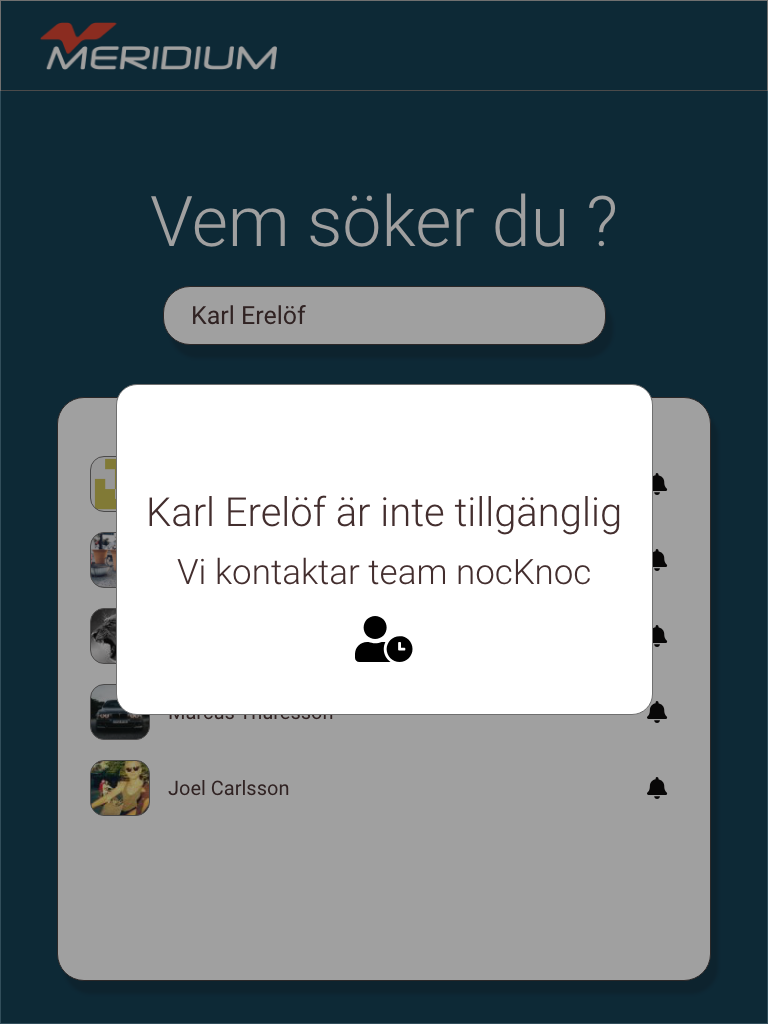 MERIDIUM
Vem söker du ?
Karl Erelöf
Karl Erelöf är inte tillgänglig
Vi kontaktar team nocKnoc
Marcus Thuresson
Joel Carlsson